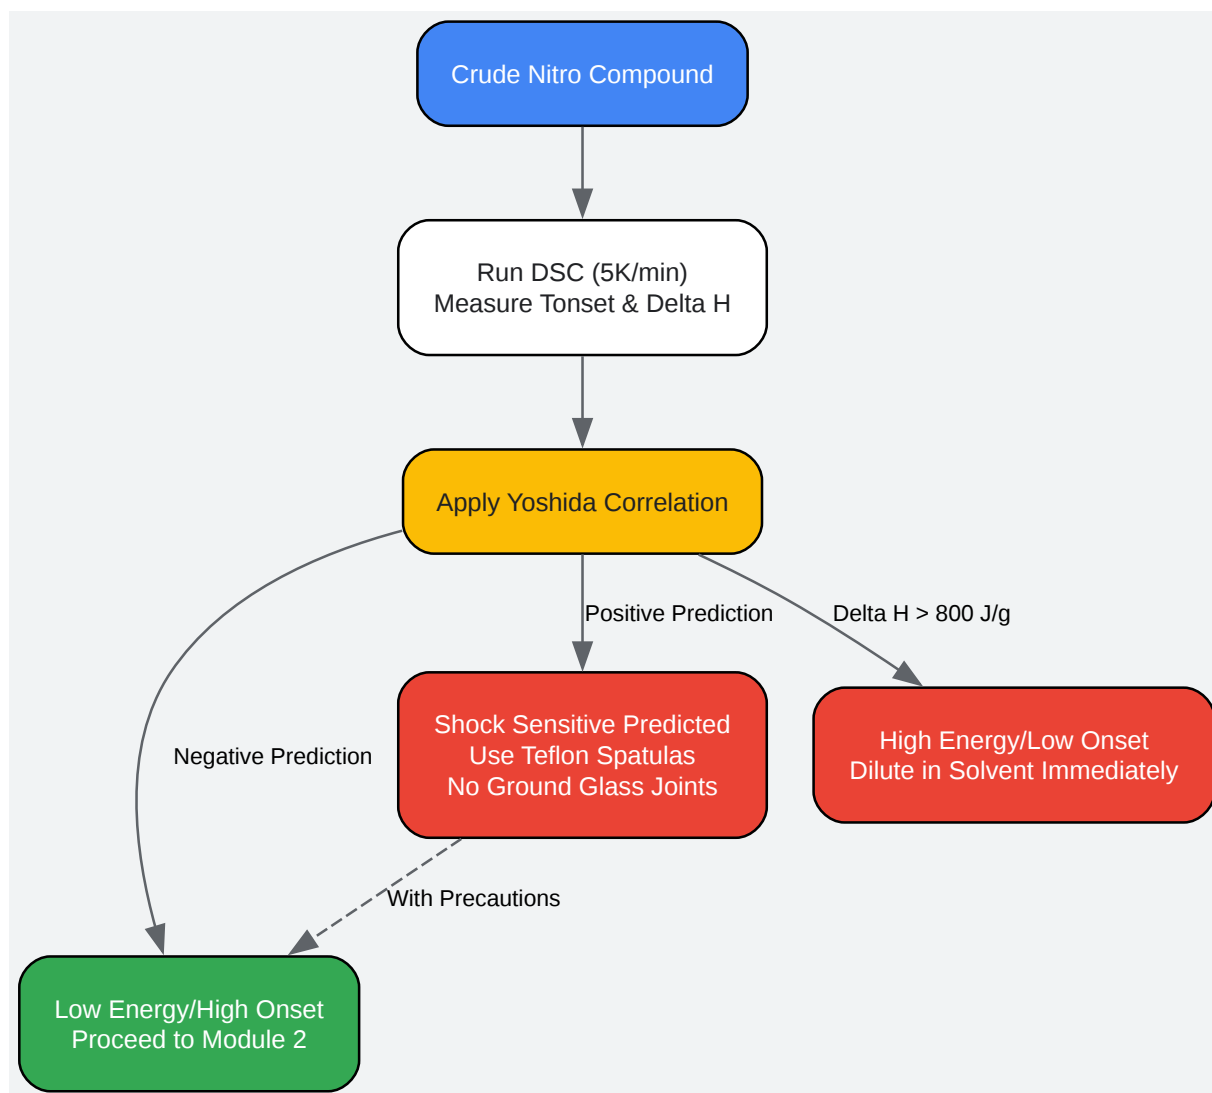 Crude Nitro Compound
Run DSC (5K/min)
Measure Tonset & Delta H
Apply Yoshida Correlation
Positive Prediction
Delta H > 800 J/g
Shock Sensitive Predicted
Use Teflon Spatulas
No Ground Glass Joints
High Energy/Low Onset
Dilute in Solvent Immediately
Negative Prediction
With Precautions
Low Energy/High Onset
Proceed to Module 2